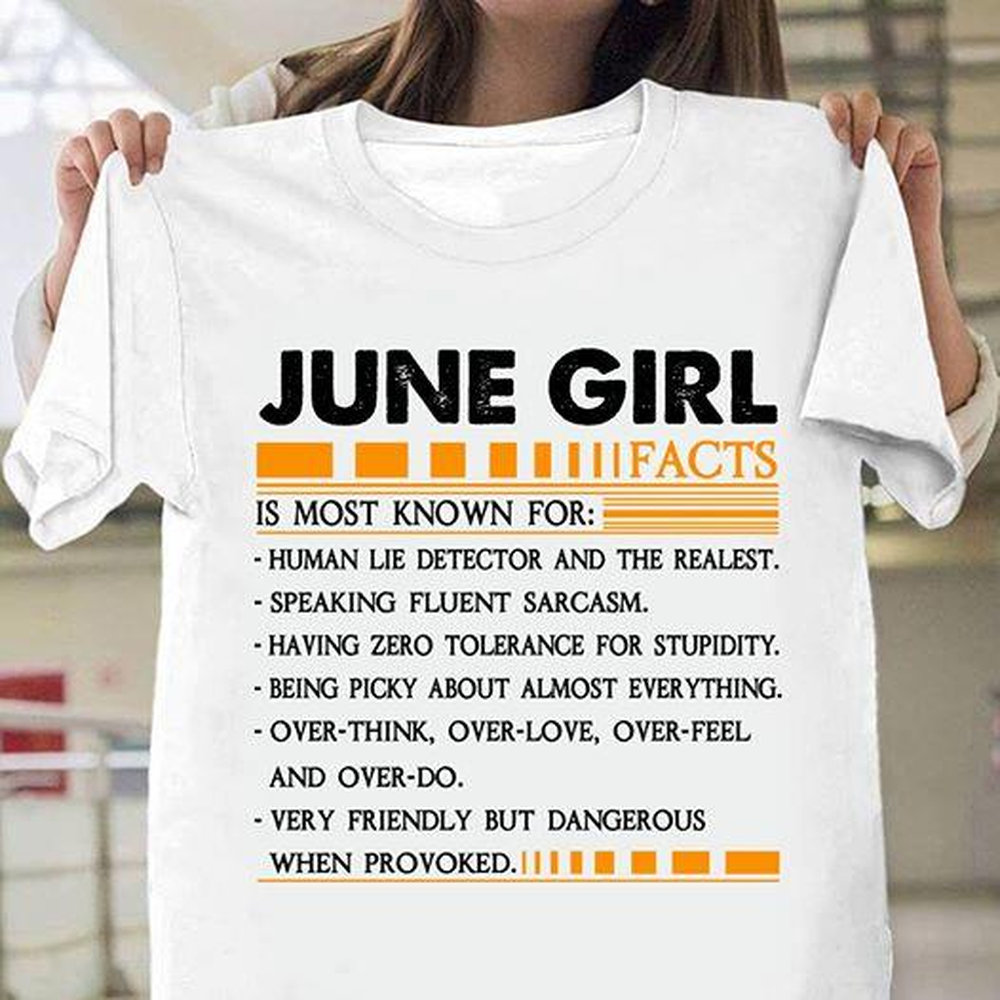 JUNE GIRL
FACTS
IS MOST KNOWN FOR:
- HUMAN LIE DETECTOR AND THE REALEST.
- SPEAKING FLUENT SARCASM.
- HAVING ZERO TOLERANCE FOR STUPIDITY.
- BEING PICKY ABOUT ALMOST EVERYTHING.
- OVER-THINK, OVER-LOVE, OVER-FEEL
AND OVER-DO.
- VERY FRIENDLY BUT DANGEROUS
WHEN PROVOKED.